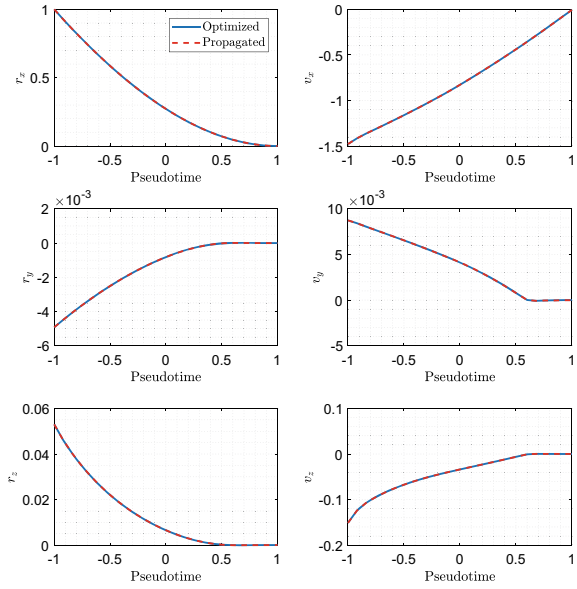 1
0.5
0
r_x
-1 -0.5 0 0.5 1
Pseudotime
Optimized
Propagated
0
-0.5
-1
-1.5
v_x
-1 -0.5 0 0.5 1
Pseudotime
×10^-3
2
0
-2
-4
-6
r_y
-1 -0.5 0 0.5 1
Pseudotime
×10^-3
10
5
0
-5
v_y
-1 -0.5 0 0.5 1
Pseudotime
0.06
0.04
0.02
0
r_z
-1 -0.5 0 0.5 1
Pseudotime
0.1
0
-0.1
-0.2
v_z
-1 -0.5 0 0.5 1
Pseudotime